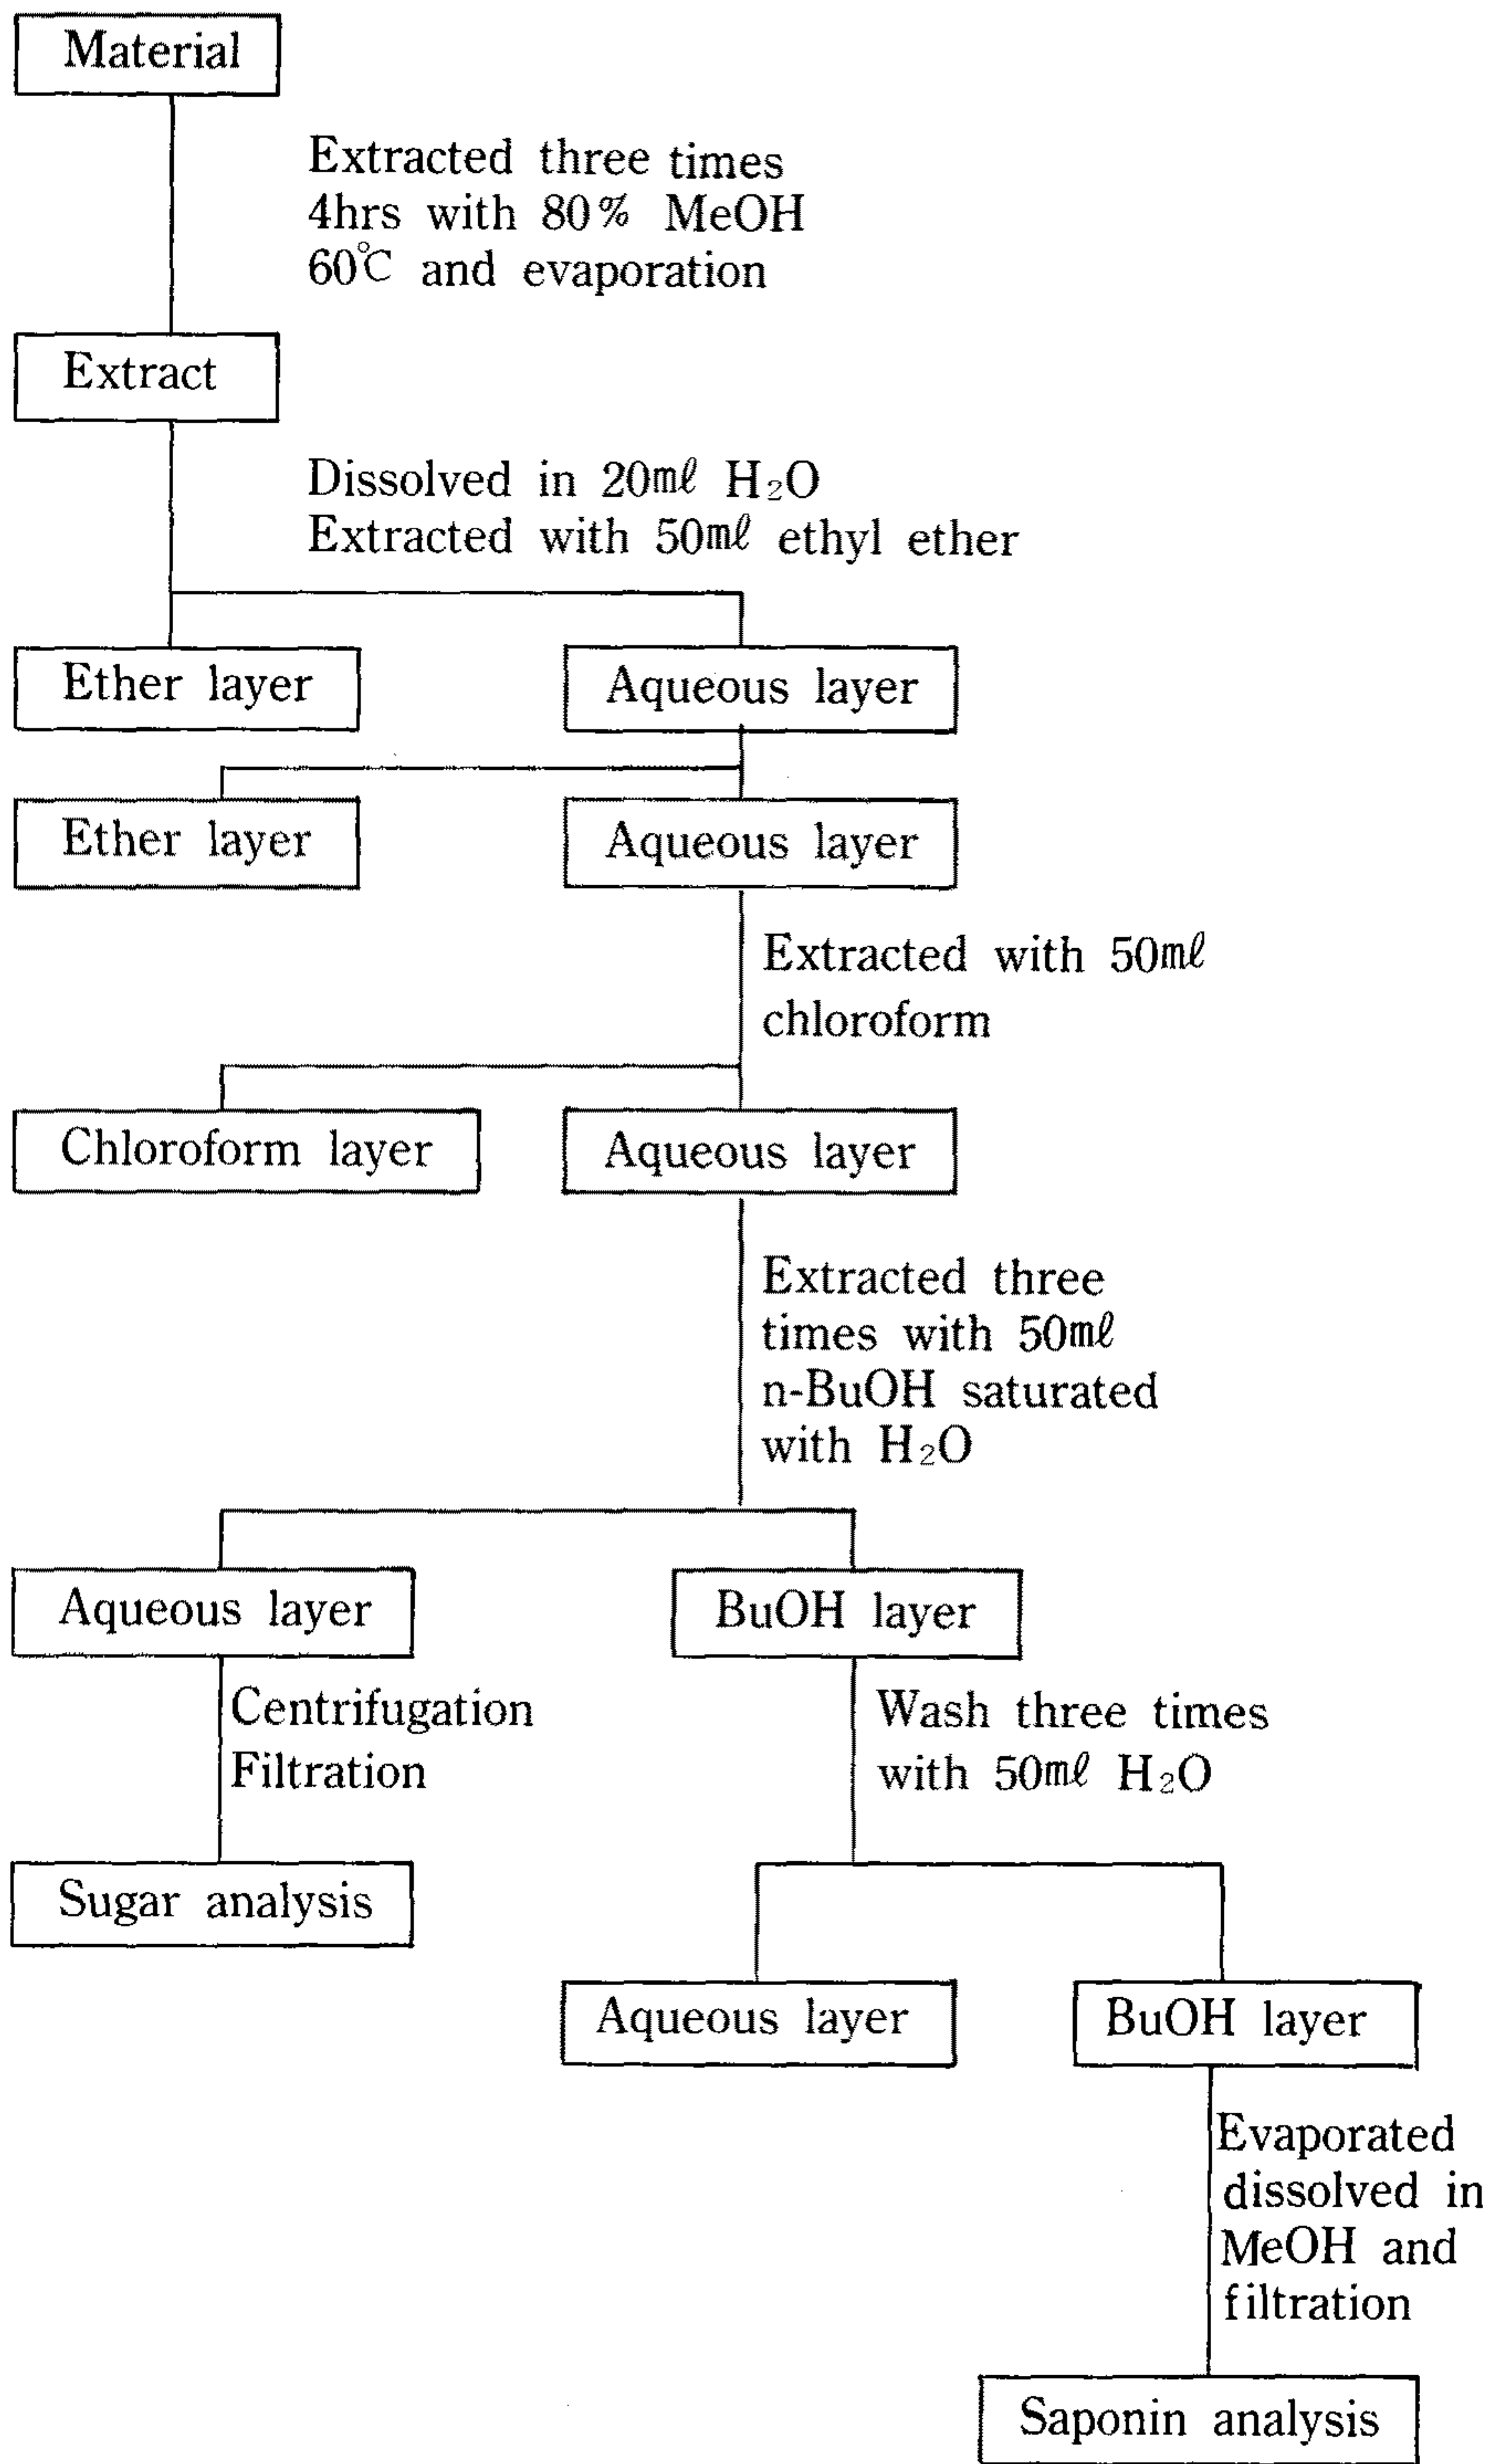 Material
Extracted three times
4hrs with 80% MeOH
60℃ and evaporation
Extract
Dissolved in 20mℓ H₂O
Extracted with 50mℓ ethyl ether
Ether layer
Aqueous layer
Ether layer
Aqueous layer
Extracted with 50mℓ
chloroform
Chloroform layer
Aqueous layer
Extracted three
times with 50mℓ
n-BuOH saturated
with H₂O
Aqueous layer
BuOH layer
Centrifugation
Filtration
Wash three times
with 50mℓ H₂O
Sugar analysis
Aqueous layer
BuOH layer
Evaporated
dissolved in
MeOH and
filtration
Saponin analysis